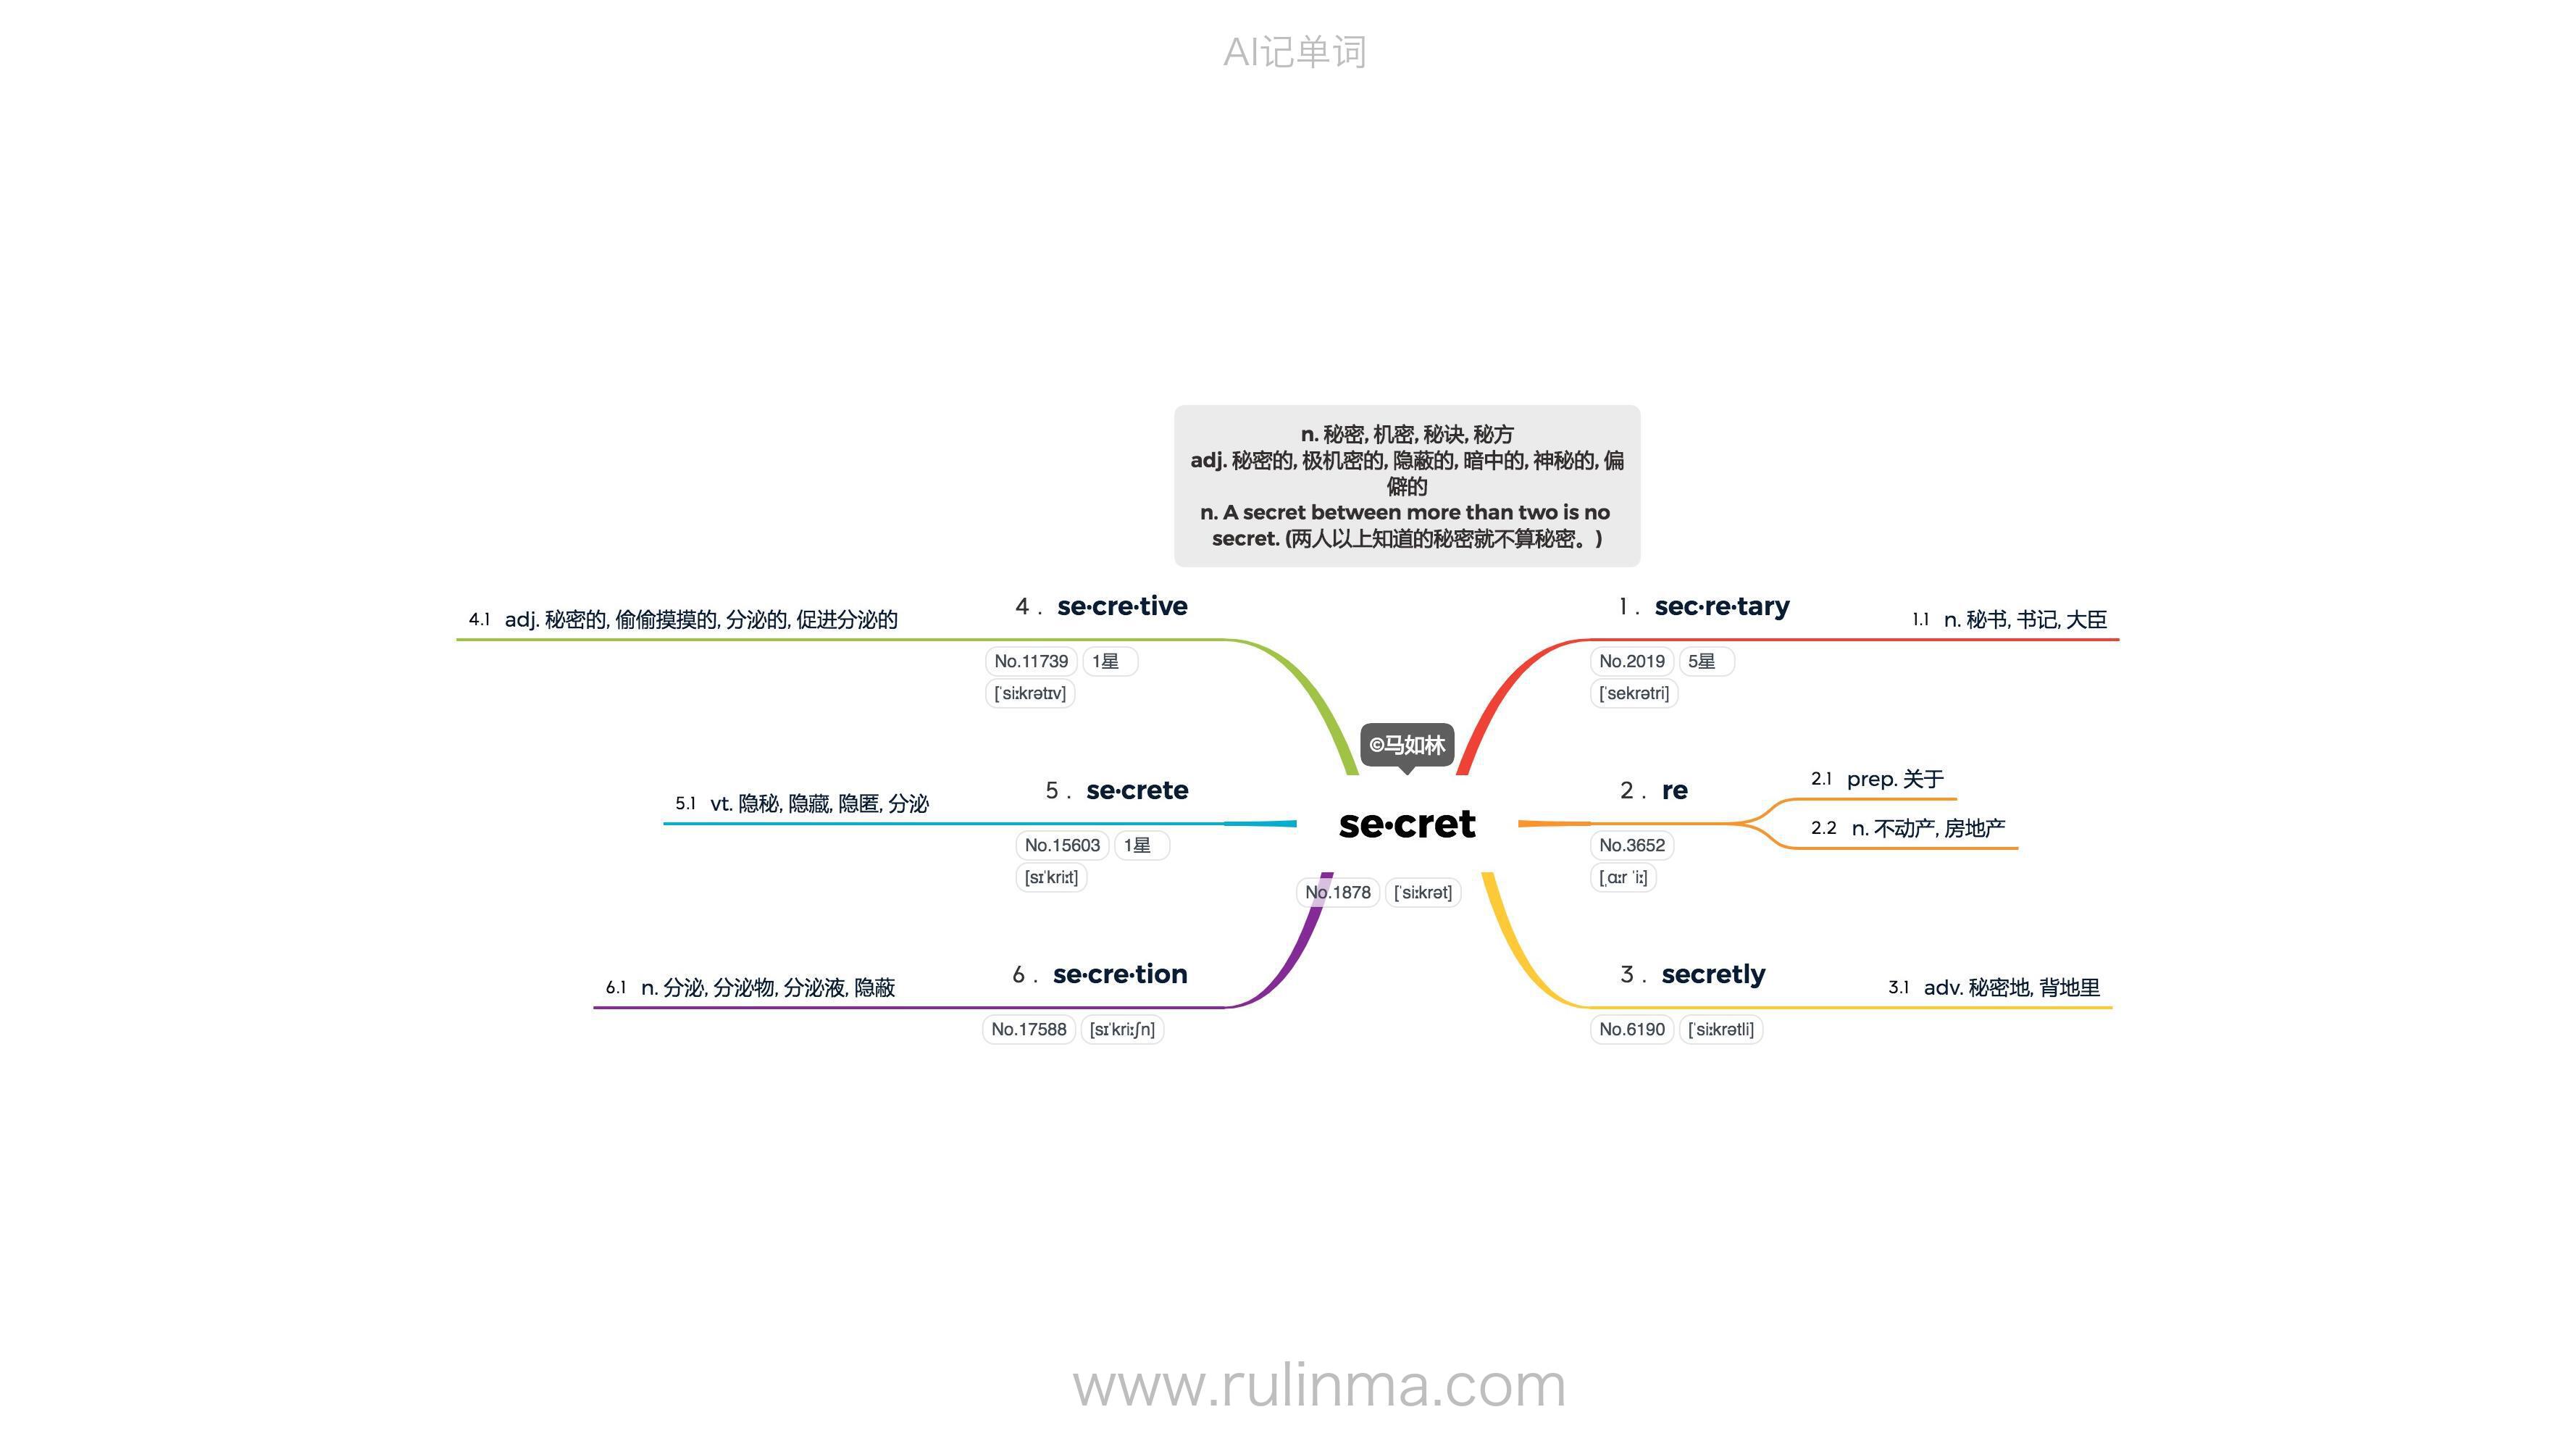 AI记单词
n. 秘密, 机密, 秘诀, 秘方
adj. 秘密的, 极机密的, 隐蔽的, 暗中的, 神秘的, 偏
僻的
n. A secret between more than two is no
secret. (两人以上知道的秘密就不算秘密。)
©马如林
se·cret
No.1878 [ˈsiːkrət]
1 . sec·re·tary
1.1 n. 秘书, 书记, 大臣
No.2019 5星
[ˈsekrətri]
2 . re
2.1 prep. 关于
2.2 n. 不动产, 房地产
No.3652
[ˌɑːr ˈiː]
3 . secretly
3.1 adv. 秘密地, 背地里
No.6190 [ˈsiːkrətli]
4 . se·cre·tive
4.1 adj. 秘密的, 偷偷摸摸的, 分泌的, 促进分泌的
No.11739 1星
[ˈsiːkrətɪv]
5 . se·crete
5.1 vt. 隐秘, 隐藏, 隐匿, 分泌
No.15603 1星
[sɪˈkriːt]
6 . se·cre·tion
6.1 n. 分泌, 分泌物, 分泌液, 隐蔽
No.17588 [sɪˈkriːʃn]
www.rulinma.com